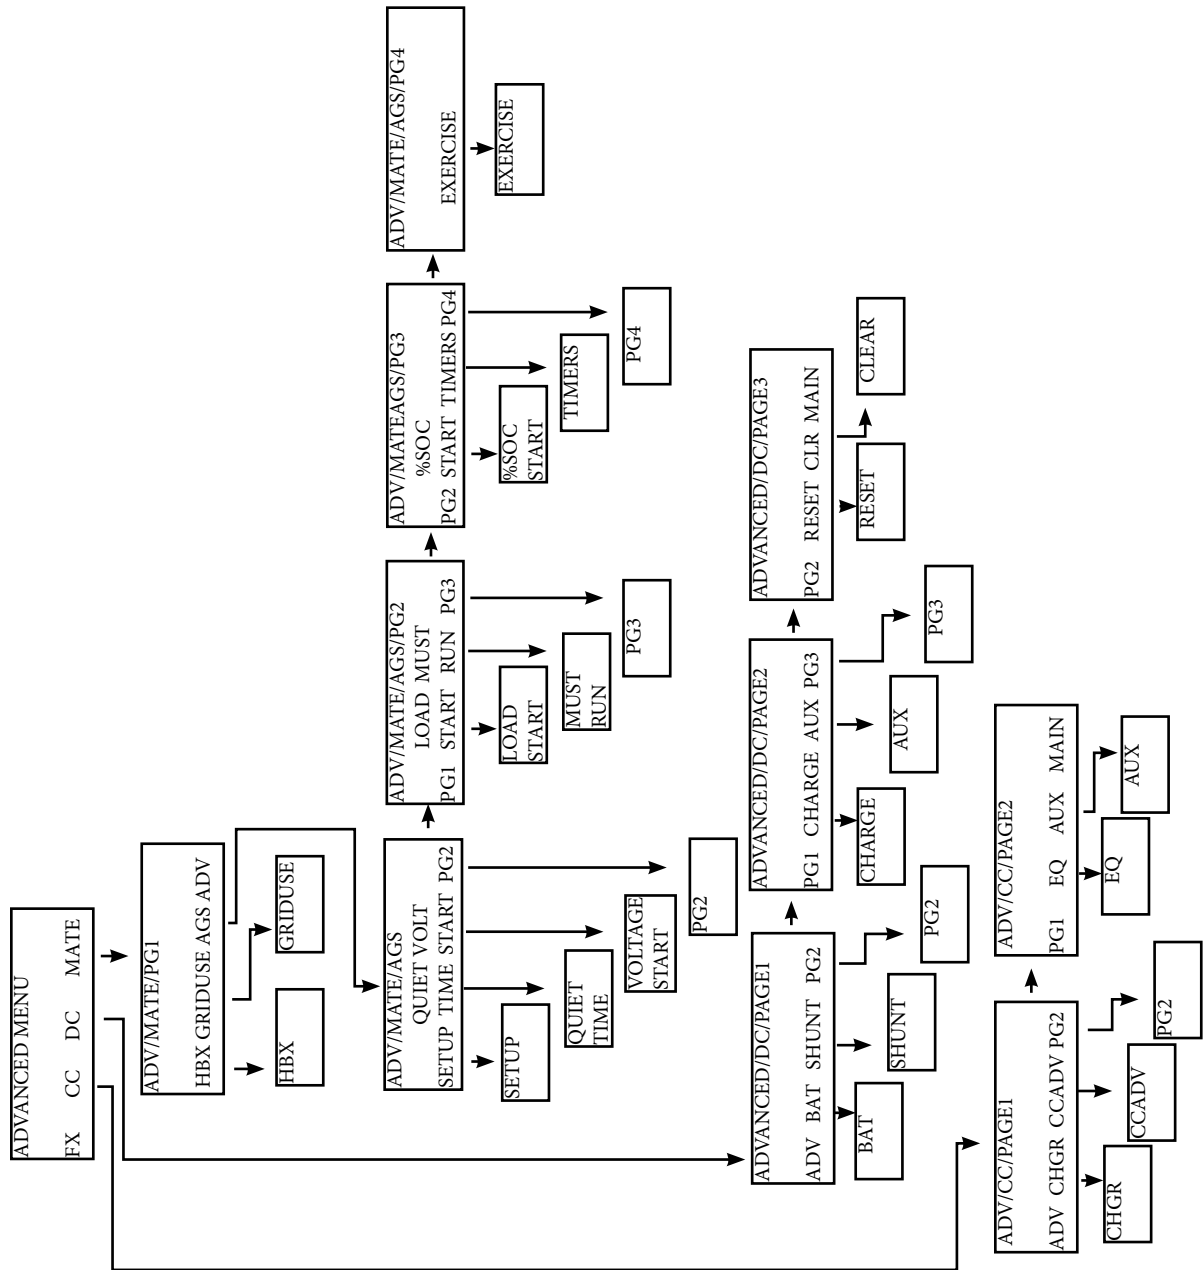 ADVANCED MENU
FX CC DC MATE
ADV/MATE/PG1
HBX GRIDUSE AGS ADV
HBX
GRIDUSE
ADV/MATE/AGS
QUIET VOLT
SETUP TIME START PG2
SETUP
QUIET
TIME
VOLTAGE
START
PG2
ADV/MATE/AGS/PG2
LOAD MUST
PG1 START RUN PG3
LOAD
START
MUST
RUN
PG3
ADV/MATEAGS/PG3
%SOC
PG2 START TIMERS PG4
%SOC
START
TIMERS
PG4
ADV/MATE/AGS/PG4
EXERCISE
EXERCISE
ADVANCED/DC/PAGE1
ADV BAT SHUNT PG2
BAT
SHUNT
PG2
ADVANCED/DC/PAGE2
PG1 CHARGE AUX PG3
CHARGE
AUX
PG3
ADVANCED/DC/PAGE3
PG2 RESET CLR MAIN
RESET
CLEAR
ADV/CC/PAGE1
ADV CHGR CCADV PG2
CHGR
CCADV
PG2
ADV/CC/PAGE2
PG1 EQ AUX MAIN
EQ
AUX